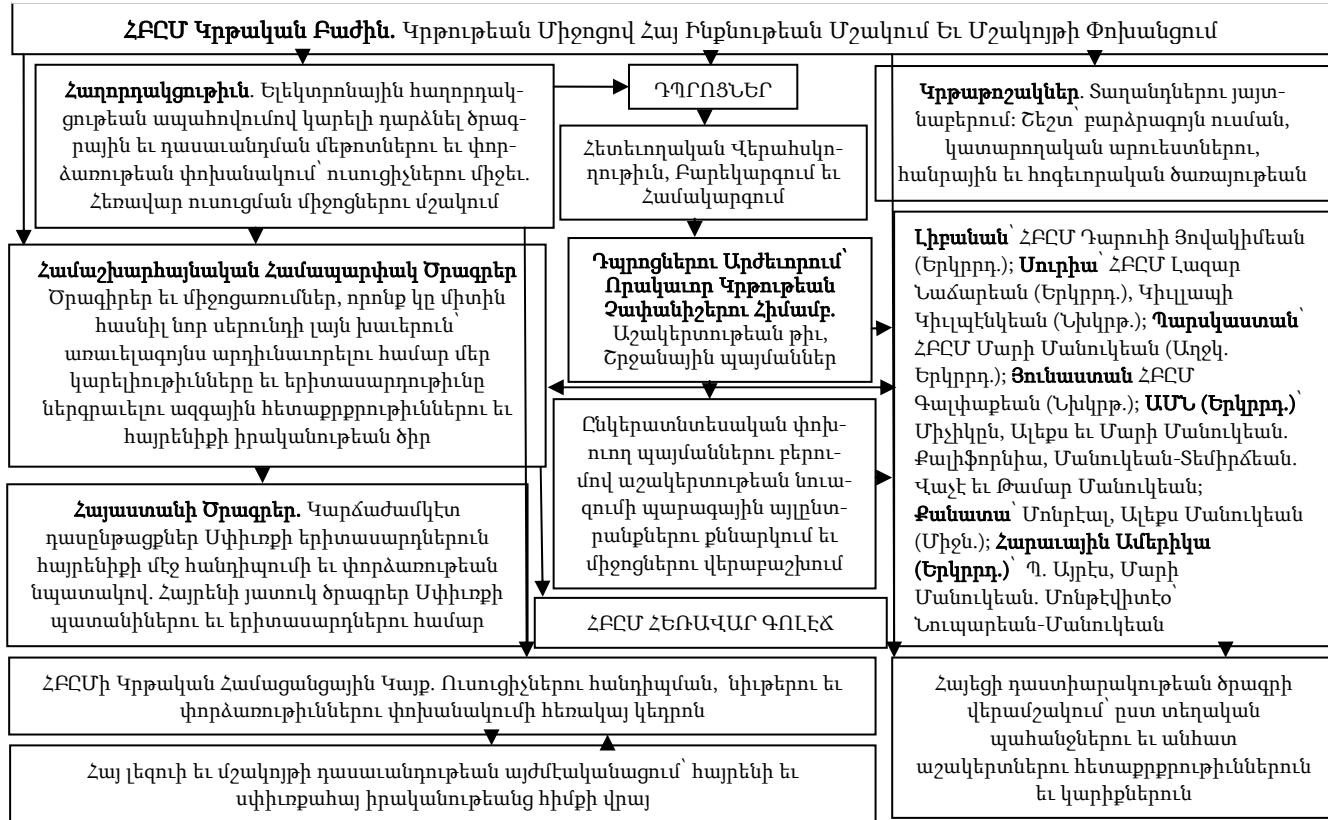 ՀԲԸՄ Կրթական Բաժին. Կրթութեան Միջոցով Հայ Ինքնութեան Մշակում Եւ Մշակոյթի Փոխանցում
Հաղորդակցութիւն. Ելեկտրոնային հաղորդակ-
ցութեան ապահովումով կարելի դարձնել ծրագ-
րային եւ դասաւանդման մեթոտներու եւ փոր-
ձառութեան փոխանակում՝ ուսուցիչներու միջեւ.
Հեռավար ուսուցման միջոցներու մշակում
ԴՊՐՈՑՆԵՐ
Հետեւողական Վերահսկո-
ղութիւն, Բարեկարգում եւ
Համակարգում
Կրթաթոշակներ. Տաղանդներու յայտ-
նաբերում: Շեշտ՝ բարձրագոյն ուսման,
կատարողական արուեստներու,
հանրային եւ հոգեւորական ծառայութեան
Համաշխարհայնական Համապարփակ Ծրագրեր
Ծրագիրեր եւ միջոցառումներ, որոնք կը միտին
հասնիլ նոր սերունդի լայն խաւերուն՝
առաւելագոյնս արդիւնաւորելու համար մեր
կարելիութիւնները եւ երիտասարդութիւնը
ներգրաւելու ազգային հետաքրքրութիւններու եւ
հայրենիքի իրականութեան ծիր
Դպրոցներու Արժեւորում՝
Որակաւոր Կրթութեան
Չափանիշերու Հիմամբ.
Աշակերտութեան թիւ,
Շրջանային պայմաններ
Լիբանան՝ ՀԲԸՄ Դարուհի Յովակիմեան
(Երկրրդ.); Սուրիա՝ ՀԲԸՄ Լազար
Նաճարեան (Երկրրդ.), Կիւլլապի
Կիւլպէնկեան (Նխկրթ.); Պարսկաստան՝
ՀԲԸՄ Մարի Մանուկեան (Աղջկ.
Երկրրդ.); Յունաստան ՀԲԸՄ
Գալփաքեան (Նխկրթ.); ԱՄՆ (Երկրրդ.)՝
Միչիկըն, Ալեքս եւ Մարի Մանուկեան.
Քալիֆորնիա, Մանուկեան-Տեմիրճեան.
Վաչէ եւ Թամար Մանուկեան;
Քանատա՝ Մոնրէալ, Ալեքս Մանուկեան
(Միջն.); Հարաւային Ամերիկա
(Երկրրդ.)՝ Պ. Այրէս, Մարի
Մանուկեան. Մոնթէվիտէօ՝
Նուպարեան-Մանուկեան
Ընկերատնտեսական փոխ-
ուող պայմաններու բերու-
մով աշակերտութեան նուա-
զումի պարագային այլընտ-
րանքներու քննարկում եւ
միջոցներու վերաբաշխում
Հայաստանի Ծրագրեր. Կարճաժամկէտ
դասընթացքներ Սփիւռքի երիտասարդներուն
հայրենիքի մէջ հանդիպումի եւ փորձառութեան
նպատակով. Հայրենի յատուկ ծրագրեր Սփիւռքի
պատանիներու եւ երիտասարդներու համար
ՀԲԸՄ ՀԵՌԱՎԱՐ ԳՈԼԷՃ
ՀԲԸՄի Կրթական Համացանցային Կայք. Ուսուցիչներու հանդիպման, նիւթերու եւ
փորձառութիւններու փոխանակումի հեռակայ կեդրոն
Հայեցի դաստիարակութեան ծրագրի
վերամշակում՝ ըստ տեղական
պահանջներու եւ անհատ
աշակերտներու հետաքրքրութիւններուն
եւ կարիքներուն
Հայ լեզուի եւ մշակոյթի դասաւանդութեան այժմէականացում՝ հայրենի եւ
սփիւռքահայ իրականութեանց հիմքի վրայ